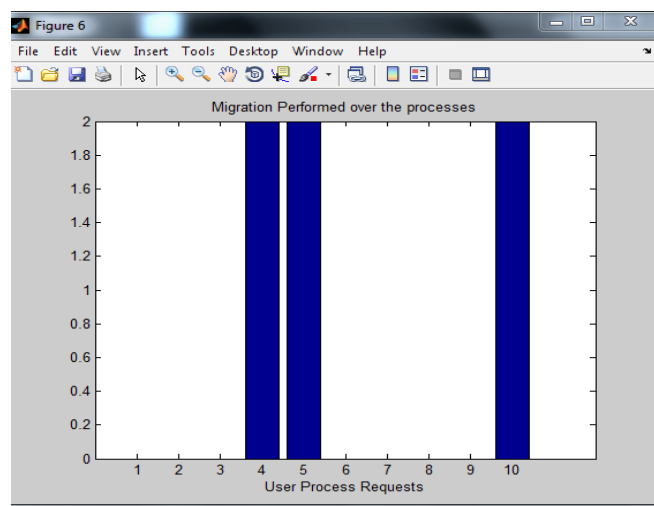 Figure 6
File Edit View Insert Tools Desktop Window Help
Migration Performed over the processes
2
1.8
1.6
1.4
1.2
1
0.8
0.6
0.4
0.2
0
1 2 3 4 5 6 7 8 9 10
User Process Requests